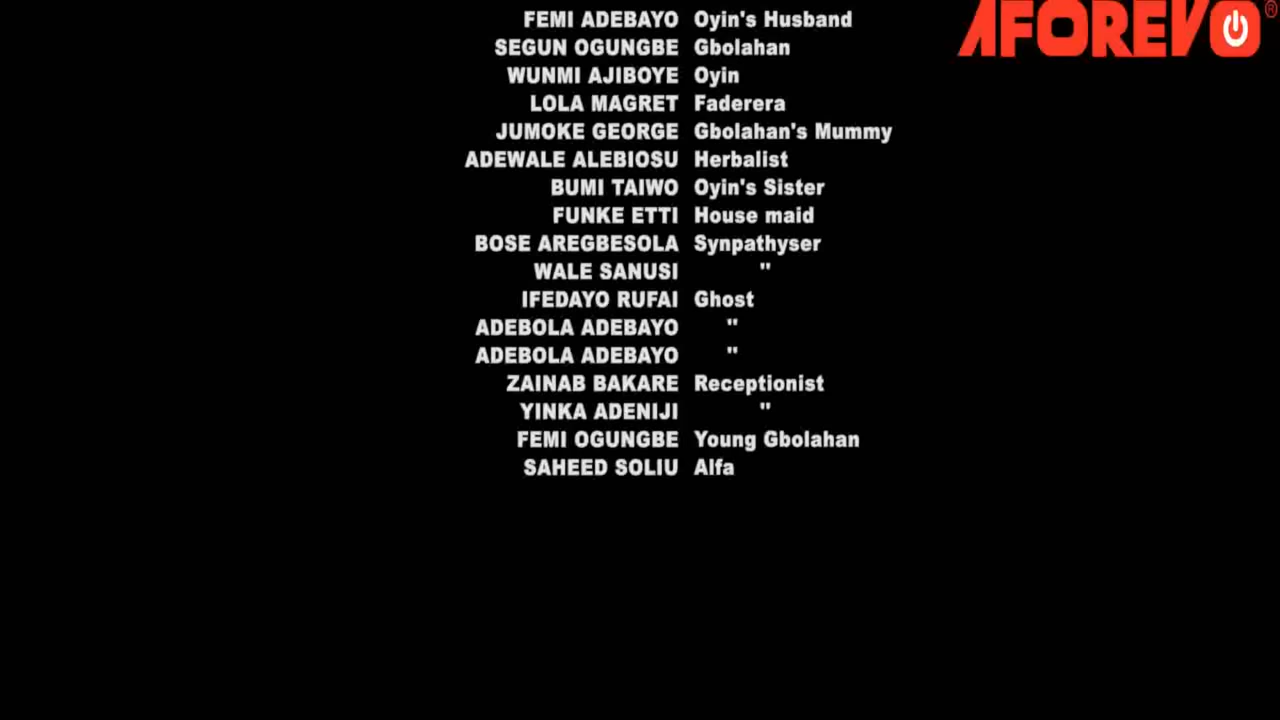 AFOREVO®
FEMI ADEBAYO Oyin's Husband
SEGUN OGUNGBE Gbolahan
WUNMI AJIBOYE Oyin
LOLA MAGRET Faderera
JUMOKE GEORGE Gbolahan's Mummy
ADEWALE ALEBIOSU Herbalist
BUMI TAIWO Oyin's Sister
FUNKE ETTI House maid
BOSE AREGBESOLA Synpathyser
WALE SANUSI "
IFEDAYO RUFAI Ghost
ADEBOLA ADEBAYO "
ADEBOLA ADEBAYO "
ZAINAB BAKARE Receptionist
YINKA ADENIJI "
FEMI OGUNGBE Young Gbolahan
SAHEED SOLIU Alfa